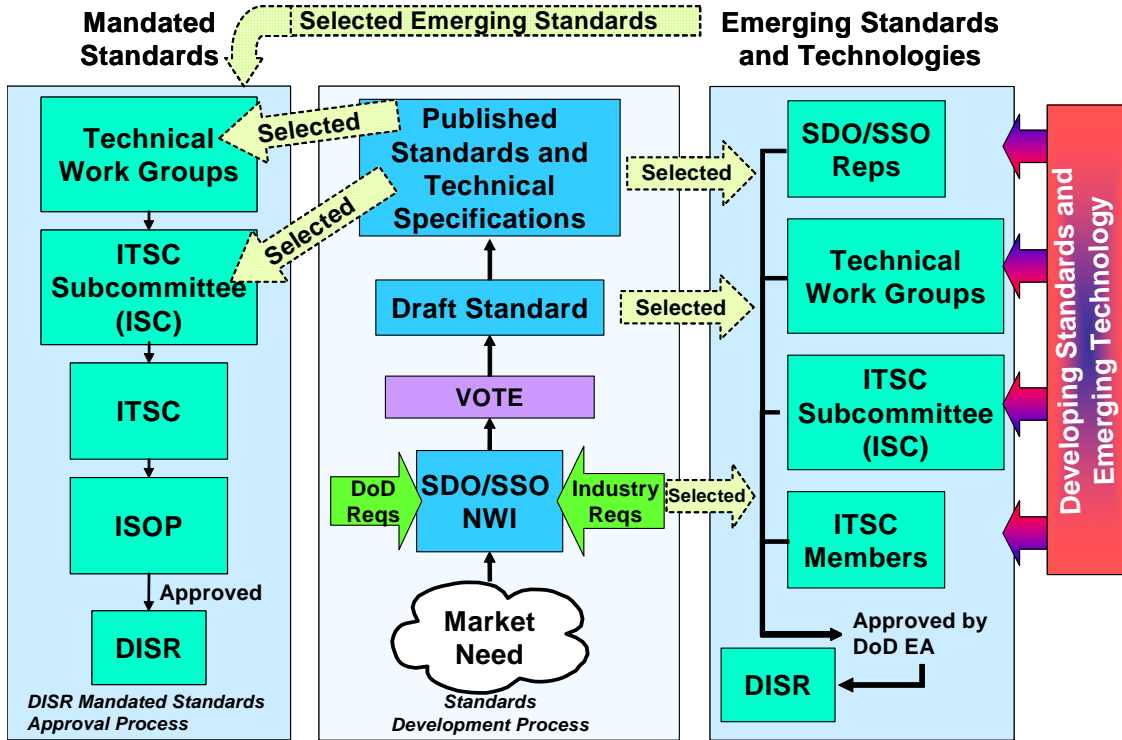 Mandated
Standards
Selected Emerging Standards
Emerging Standards
and Technologies
Technical
Work Groups
ITSC
Subcommittee
(ISC)
ITSC
ISOP
Approved
DISR
DISR Mandated Standards
Approval Process
Selected
Selected
Published
Standards and
Technical
Specifications
Draft Standard
VOTE
DoD
Reqs
SDO/SSO
NWI
Industry
Reqs
Market
Need
Standards
Development Process
Selected
Selected
Selected
SDO/SSO
Reps
Technical
Work Groups
ITSC
Subcommittee
(ISC)
ITSC
Members
Approved by
DoD EA
DISR
Developing Standards and
Emerging Technology